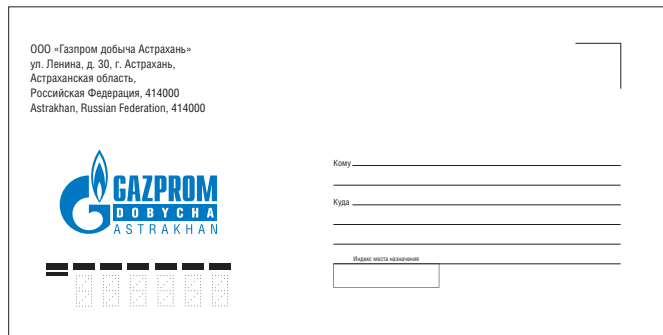 ООО «Газпром добыча Астрахань»
ул. Ленина, д. 30, г. Астрахань,
Астраханская область,
Российская Федерация, 414000
Astrakhan, Russian Federation, 414000
GAZPROM
DOBYCHA
ASTRAKHAN
Кому
Куда
Индекс места назначения